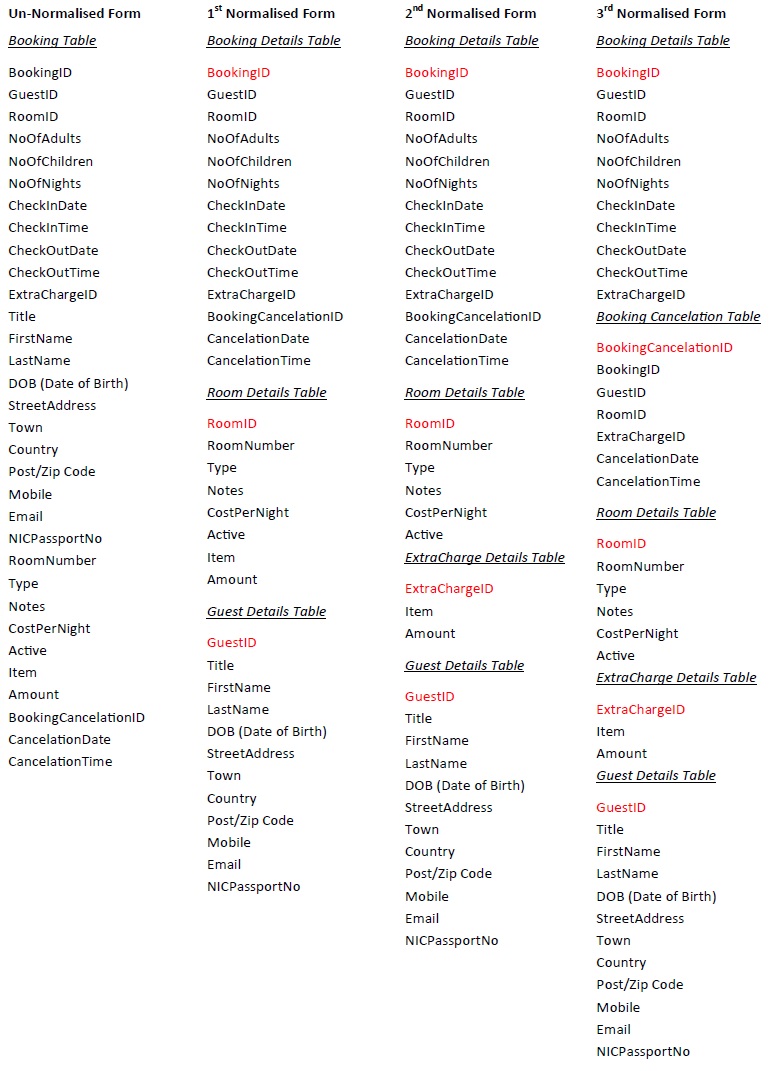 Un-Normalised Form
Booking Table
BookingID
GuestID
RoomID
NoOfAdults
NoOfChildren
NoOfNights
CheckInDate
CheckInTime
CheckOutDate
CheckOutTime
ExtraChargeID
Title
FirstName
LastName
DOB (Date of Birth)
StreetAddress
Town
Country
Post/Zip Code
Mobile
Email
NICPassportNo
RoomNumber
Type
Notes
CostPerNight
Active
Item
Amount
BookingCancelationID
CancelationDate
CancelationTime
1st Normalised Form
Booking Details Table
BookingID
GuestID
RoomID
NoOfAdults
NoOfChildren
NoOfNights
CheckInDate
CheckInTime
CheckOutDate
CheckOutTime
ExtraChargeID
BookingCancelationID
CancelationDate
CancelationTime
Room Details Table
RoomID
RoomNumber
Type
Notes
CostPerNight
Active
Item
Amount
Guest Details Table
GuestID
Title
FirstName
LastName
DOB (Date of Birth)
StreetAddress
Town
Country
Post/Zip Code
Mobile
Email
NICPassportNo
2nd Normalised Form
Booking Details Table
BookingID
GuestID
RoomID
NoOfAdults
NoOfChildren
NoOfNights
CheckInDate
CheckInTime
CheckOutDate
CheckOutTime
ExtraChargeID
BookingCancelationID
CancelationDate
CancelationTime
Room Details Table
RoomID
RoomNumber
Type
Notes
CostPerNight
Active
ExtraCharge Details Table
ExtraChargeID
Item
Amount
Guest Details Table
GuestID
Title
FirstName
LastName
DOB (Date of Birth)
StreetAddress
Town
Country
Post/Zip Code
Mobile
Email
NICPassportNo
3rd Normalised Form
Booking Details Table
BookingID
GuestID
RoomID
NoOfAdults
NoOfChildren
NoOfNights
CheckInDate
CheckInTime
CheckOutDate
CheckOutTime
ExtraChargeID
Booking Cancelation Table
BookingCancelationID
BookingID
GuestID
RoomID
ExtraChargeID
CancelationDate
CancelationTime
Room Details Table
RoomID
RoomNumber
Type
Notes
CostPerNight
Active
ExtraCharge Details Table
ExtraChargeID
Item
Amount
Guest Details Table
GuestID
Title
FirstName
LastName
DOB (Date of Birth)
StreetAddress
Town
Country
Post/Zip Code
Mobile
Email
NICPassportNo